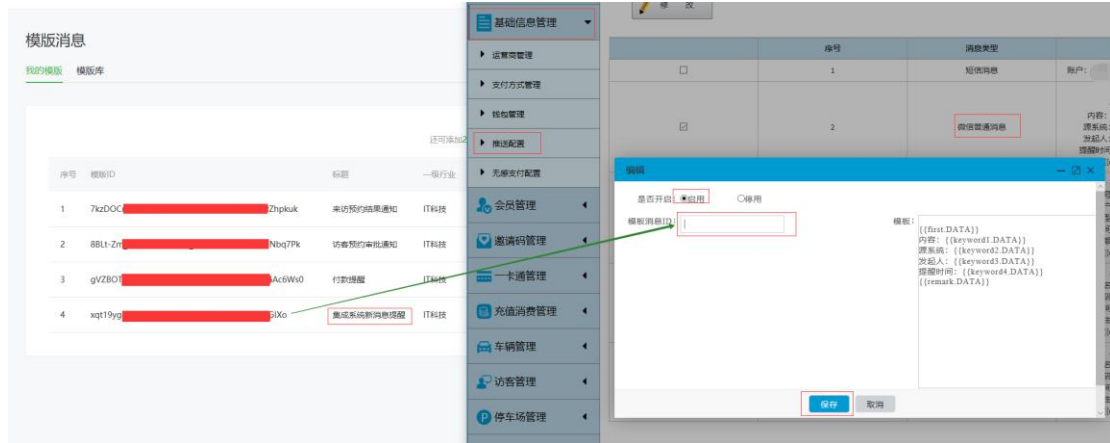 模版消息
我的模版 模版库
还可添加2
序号 模版ID 标题 一级行业
1 7kzDOC Zhpkuk 来访预约结果通知 IT科技
2 8BLt-Zm Nbq7Pk 访客预约审批通知 IT科技
3 gVZBOT Ac6Ws0 付款提醒 IT科技
4 xqt19yg GlXo 集成系统新消息提醒 IT科技
基础信息管理
运营商管理
支付方式管理
钱包管理
推送配置
无感支付配置
会员管理
邀请码管理
一卡通管理
充值消费管理
车辆管理
访客管理
停车场管理
修 改
序号 消息类型
1 短信消息 账户：
2 微信普通消息
内容：
源系统：
发起人：
提醒时间
编辑
是否开启： 启用 停用
模板消息ID：
模板：
{{first.DATA}}
内容：{{keyword1.DATA}}
源系统：{{keyword2.DATA}}
发起人：{{keyword3.DATA}}
提醒时间：{{keyword4.DATA}}
{{remark.DATA}}
保存 取消